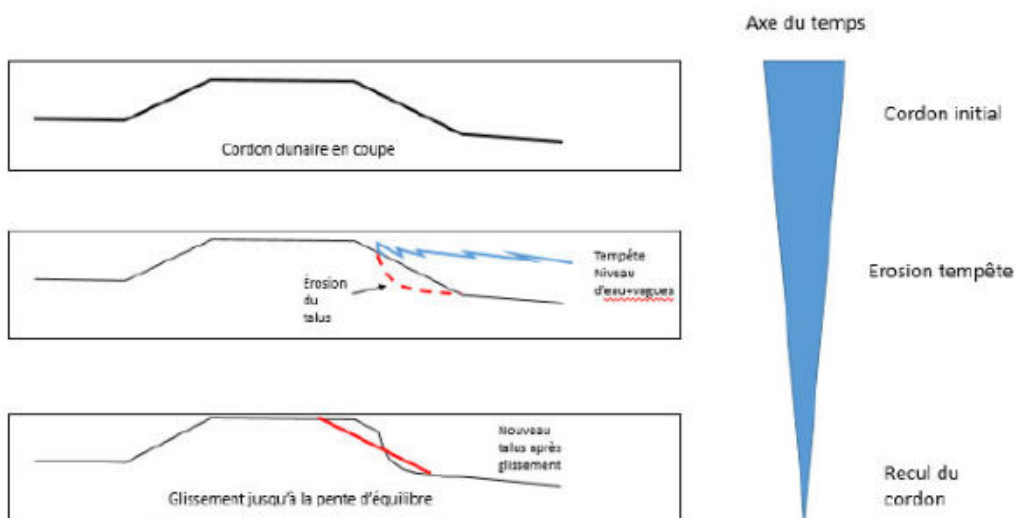 Axe du temps
Cordon initial
Cordon dunaire en coupe
Tempête
Niveau
d'eau+vagues
Érosion
du
talus
Erosion tempête
Nouveau
talus après
glissement
Glissement jusqu'à la pente d'équilibre
Recul du
cordon